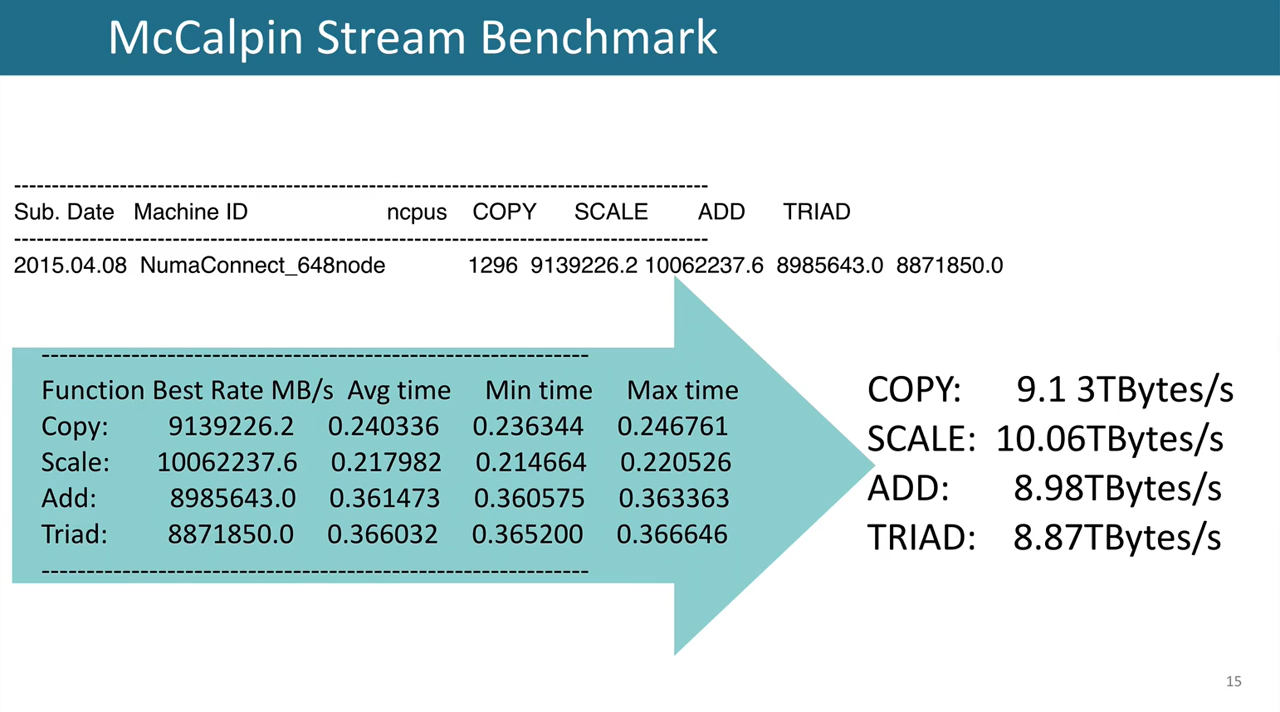 McCalpin Stream Benchmark
--------------------------------------------------------------------------------------------
Sub. Date Machine ID ncpus COPY SCALE ADD TRIAD
--------------------------------------------------------------------------------------------
2015.04.08 NumaConnect_648node 1296 9139226.2 10062237.6 8985643.0 8871850.0
-------------------------------------------------------------
Function Best Rate MB/s Avg time Min time Max time
Copy: 9139226.2 0.240336 0.236344 0.246761
Scale: 10062237.6 0.217982 0.214664 0.220526
Add: 8985643.0 0.361473 0.360575 0.363363
Triad: 8871850.0 0.366032 0.365200 0.366646
-------------------------------------------------------------
COPY: 9.1 3TBytes/s
SCALE: 10.06TBytes/s
ADD: 8.98TBytes/s
TRIAD: 8.87TBytes/s
15